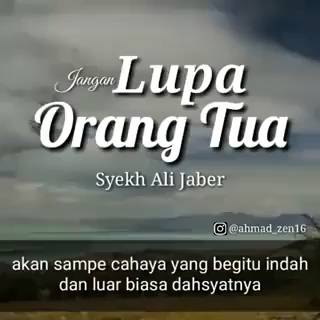 Jangan Lupa
Orang Tua
Syekh Ali Jaber
@ahmad_zen16
akan sampe cahaya yang begitu indah
dan luar biasa dahsyatnya